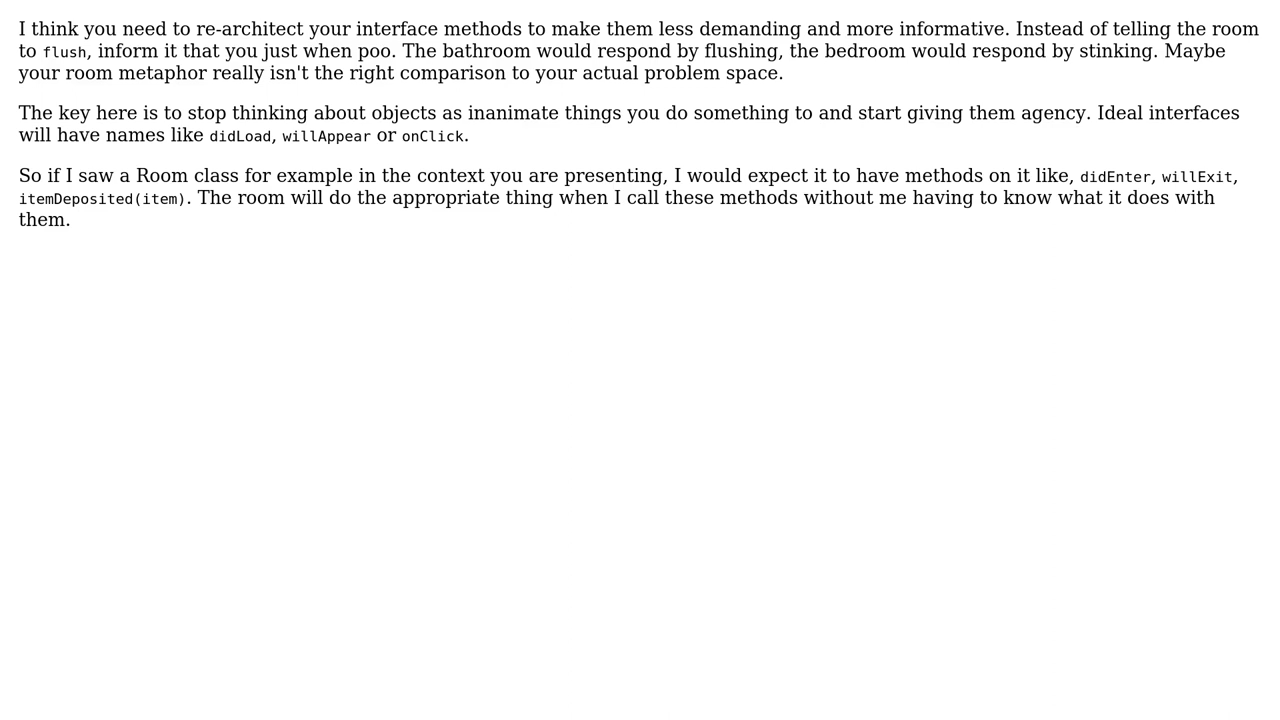 I think you need to re-architect your interface methods to make them less demanding and more informative. Instead of telling the room
to flush, inform it that you just when poo. The bathroom would respond by flushing, the bedroom would respond by stinking. Maybe
your room metaphor really isn't the right comparison to your actual problem space.
The key here is to stop thinking about objects as inanimate things you do something to and start giving them agency. Ideal interfaces
will have names like didLoad, willAppear or onClick.
So if I saw a Room class for example in the context you are presenting, I would expect it to have methods on it like, didEnter, willExit,
itemDeposited(item). The room will do the appropriate thing when I call these methods without me having to know what it does with
them.